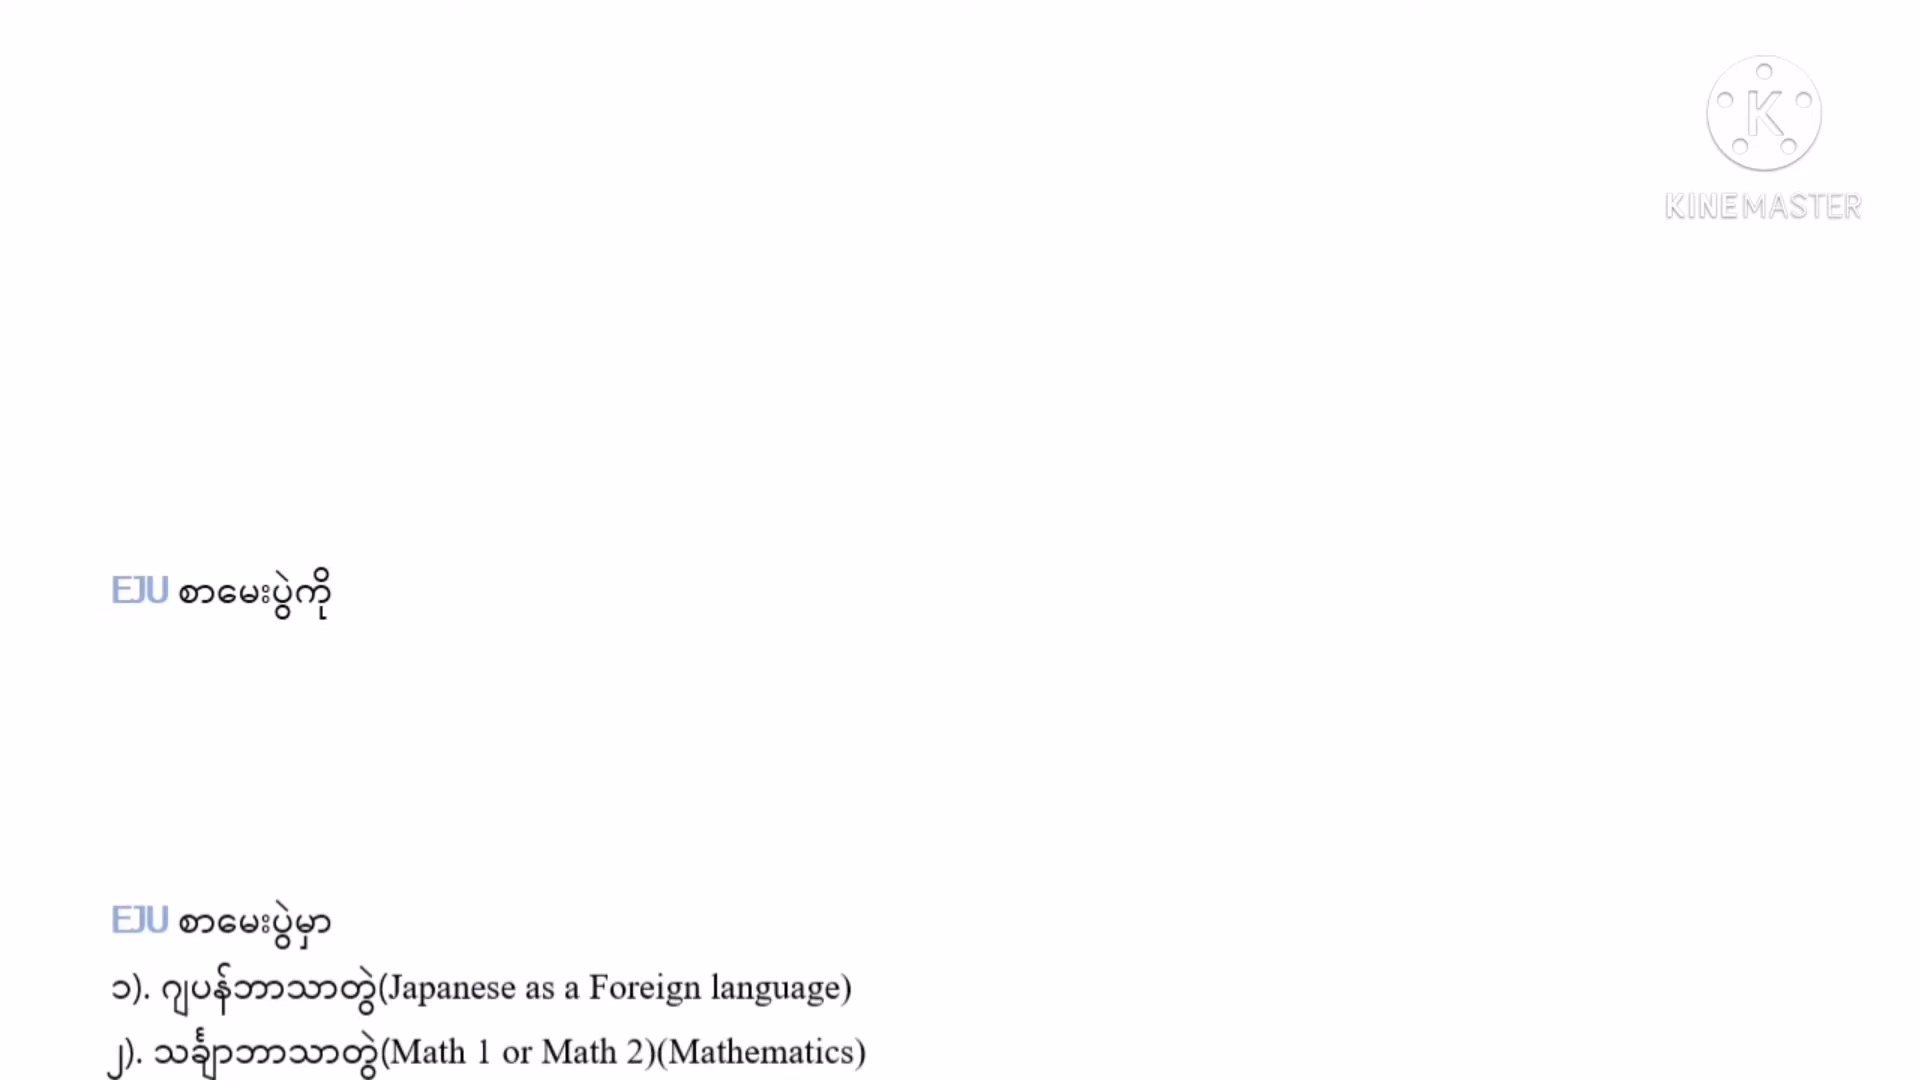 K
KINEMASTER
EJU စာမေးပွဲကို
EJU စာမေးပွဲမှာ
၁). ဂျပန်ဘာသာတွဲ(Japanese as a Foreign language)
၂). သင်္ချာဘာသာတွဲ(Math 1 or Math 2)(Mathematics)